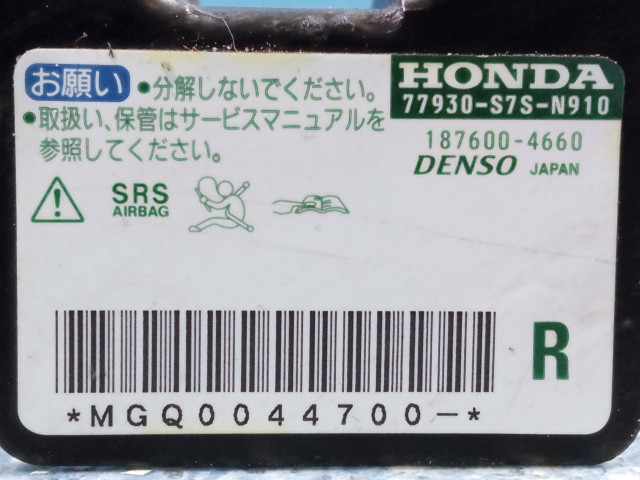 お願い ・分解しないでください。
・取扱い、保管はサービスマニュアルを
参照してください。
HONDA
77930-S7S-N910
187600-4660
DENSO JAPAN
SRS
AIRBAG
R
*MGQ0044700-*